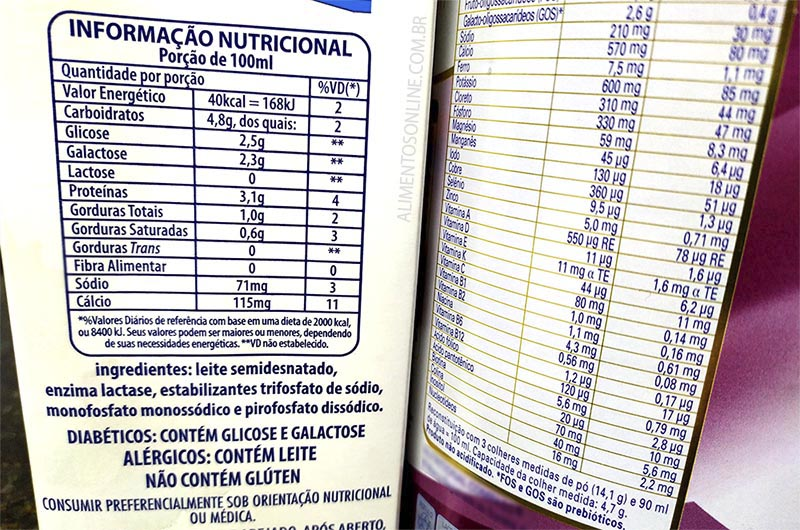 INFORMAÇÃO NUTRICIONAL
Porção de 100ml
Quantidade por porção %VD(*)
Valor Energético 40kcal = 168kJ 2
Carboidratos 4,8g, dos quais: 2
Glicose 2,5g **
Galactose 2,3g **
Lactose 0 **
Proteínas 3,1g 4
Gorduras Totais 1,0g 2
Gorduras Saturadas 0,6g 3
Gorduras Trans 0 **
Fibra Alimentar 0 0
Sódio 71mg 3
Cálcio 115mg 11
*%Valores Diários de referência com base em uma dieta de 2000 kcal,
ou 8400 kJ. Seus valores podem ser maiores ou menores, dependendo
de suas necessidades energéticas. **VD não estabelecido.
ingredientes: leite semidesnatado,
enzima lactase, estabilizantes trifosfato de sódio,
monofosfato monossódico e pirofosfato dissódico.
DIABÉTICOS: CONTÉM GLICOSE E GALACTOSE
ALÉRGICOS: CONTÉM LEITE
NÃO CONTÉM GLÚTEN
CONSUMIR PREFERENCIALMENTE SOB ORIENTAÇÃO NUTRICIONAL
OU MÉDICA.
APÓS ABERTO,
ALIMENTOSONLINE.COM.BR
Galacto-oligossacarídeos (GOS)* 2,6 g 0,4 g
Sódio 210 mg 30 mg
Cálcio 570 mg 80 mg
Ferro 7,5 mg 1,1 mg
Potássio 600 mg 85 mg
Cloreto 310 mg 44 mg
Fósforo 330 mg 47 mg
Magnésio 59 mg 8,3 mg
Manganês 45 µg 6,4 µg
Iodo 130 µg 18 µg
Cobre 360 µg 51 µg
Selênio 9,5 µg 1,3 µg
Zinco 5,0 mg 0,71 mg
Vitamina A 550 µg RE 78 µg RE
Vitamina D 11 µg 1,6 µg
Vitamina E 11 mg α TE 1,6 mg α TE
Vitamina K 44 µg 6,2 µg
Vitamina C 80 mg 11 mg
Vitamina B1 1,0 mg 0,14 mg
Vitamina B2 1,1 mg 0,16 mg
Niacina 4,3 mg 0,61 mg
Vitamina B6 0,56 mg 0,08 mg
Vitamina B12 1,2 µg 0,17 µg
Ácido fólico 120 µg 17 µg
Ácido pantotênico 5,6 mg 0,79 mg
Biotina 20 µg 2,8 µg
Colina 70 mg 10 mg
Inositol 40 mg 5,6 mg
Nucleotídeos 16 mg 2,2 mg
Reconstituição com 3 colheres medidas de pó (14,1 g) e 90 ml
de água = 100 ml. Capacidade da colher medida: 4,7 g.
Produto não acidificado. *FOS e GOS são prebióticos.